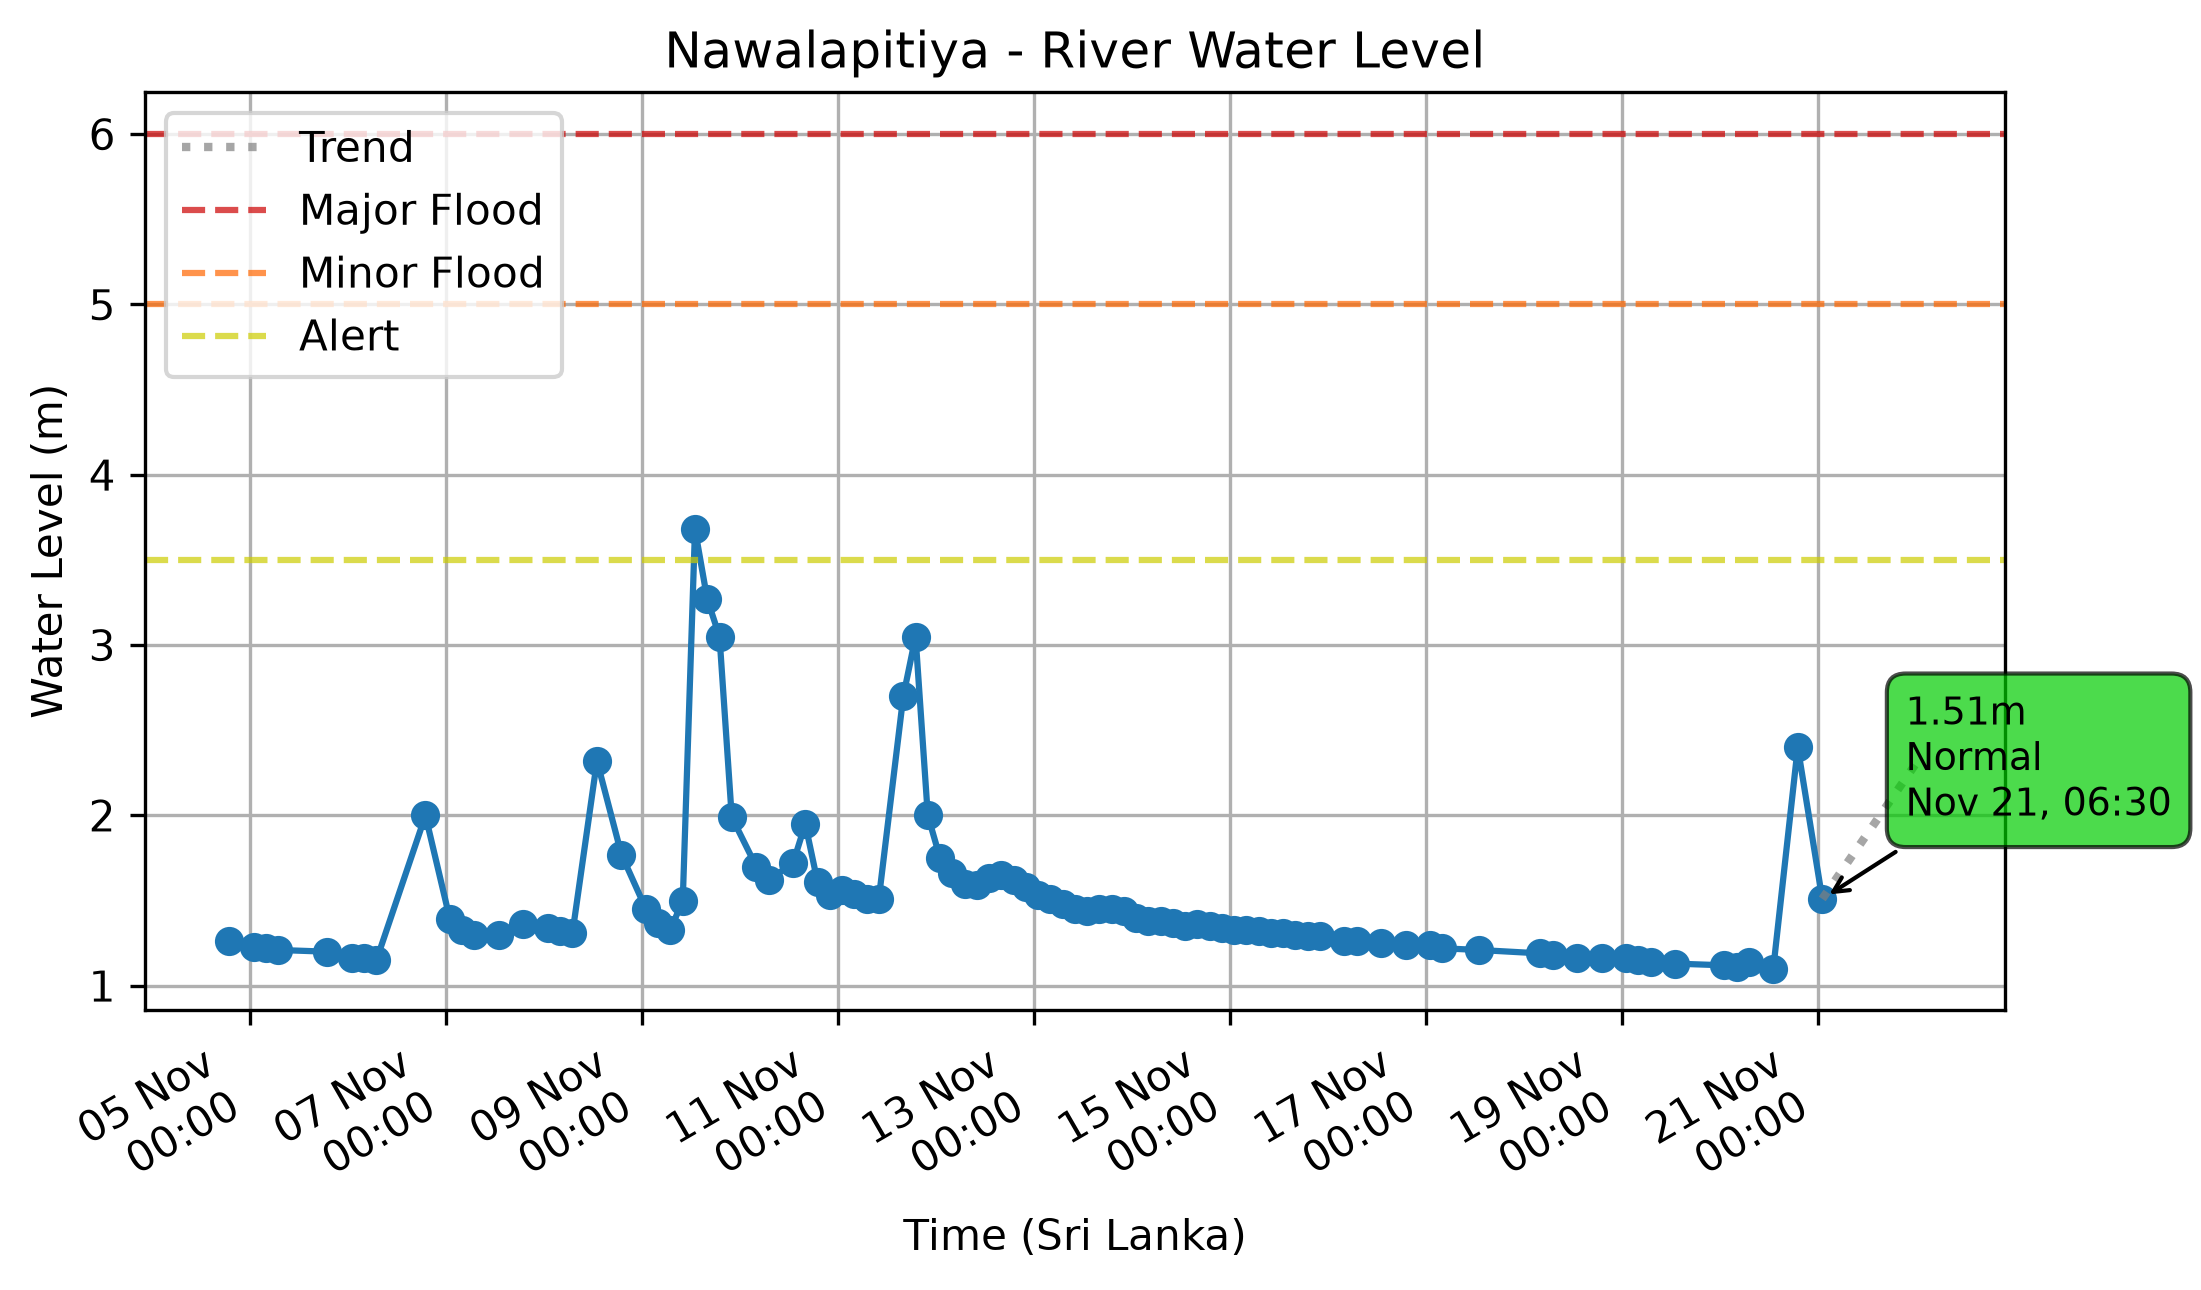 Nawalapitiya - River Water Level
Trend
Major Flood
Minor Flood
Alert
Water Level (m)
6
5
4
3
2
1
1.51m
Normal
Nov 21, 06:30
05 Nov
00:00
07 Nov
00:00
09 Nov
00:00
11 Nov
00:00
13 Nov
00:00
15 Nov
00:00
17 Nov
00:00
19 Nov
00:00
21 Nov
00:00
Time (Sri Lanka)